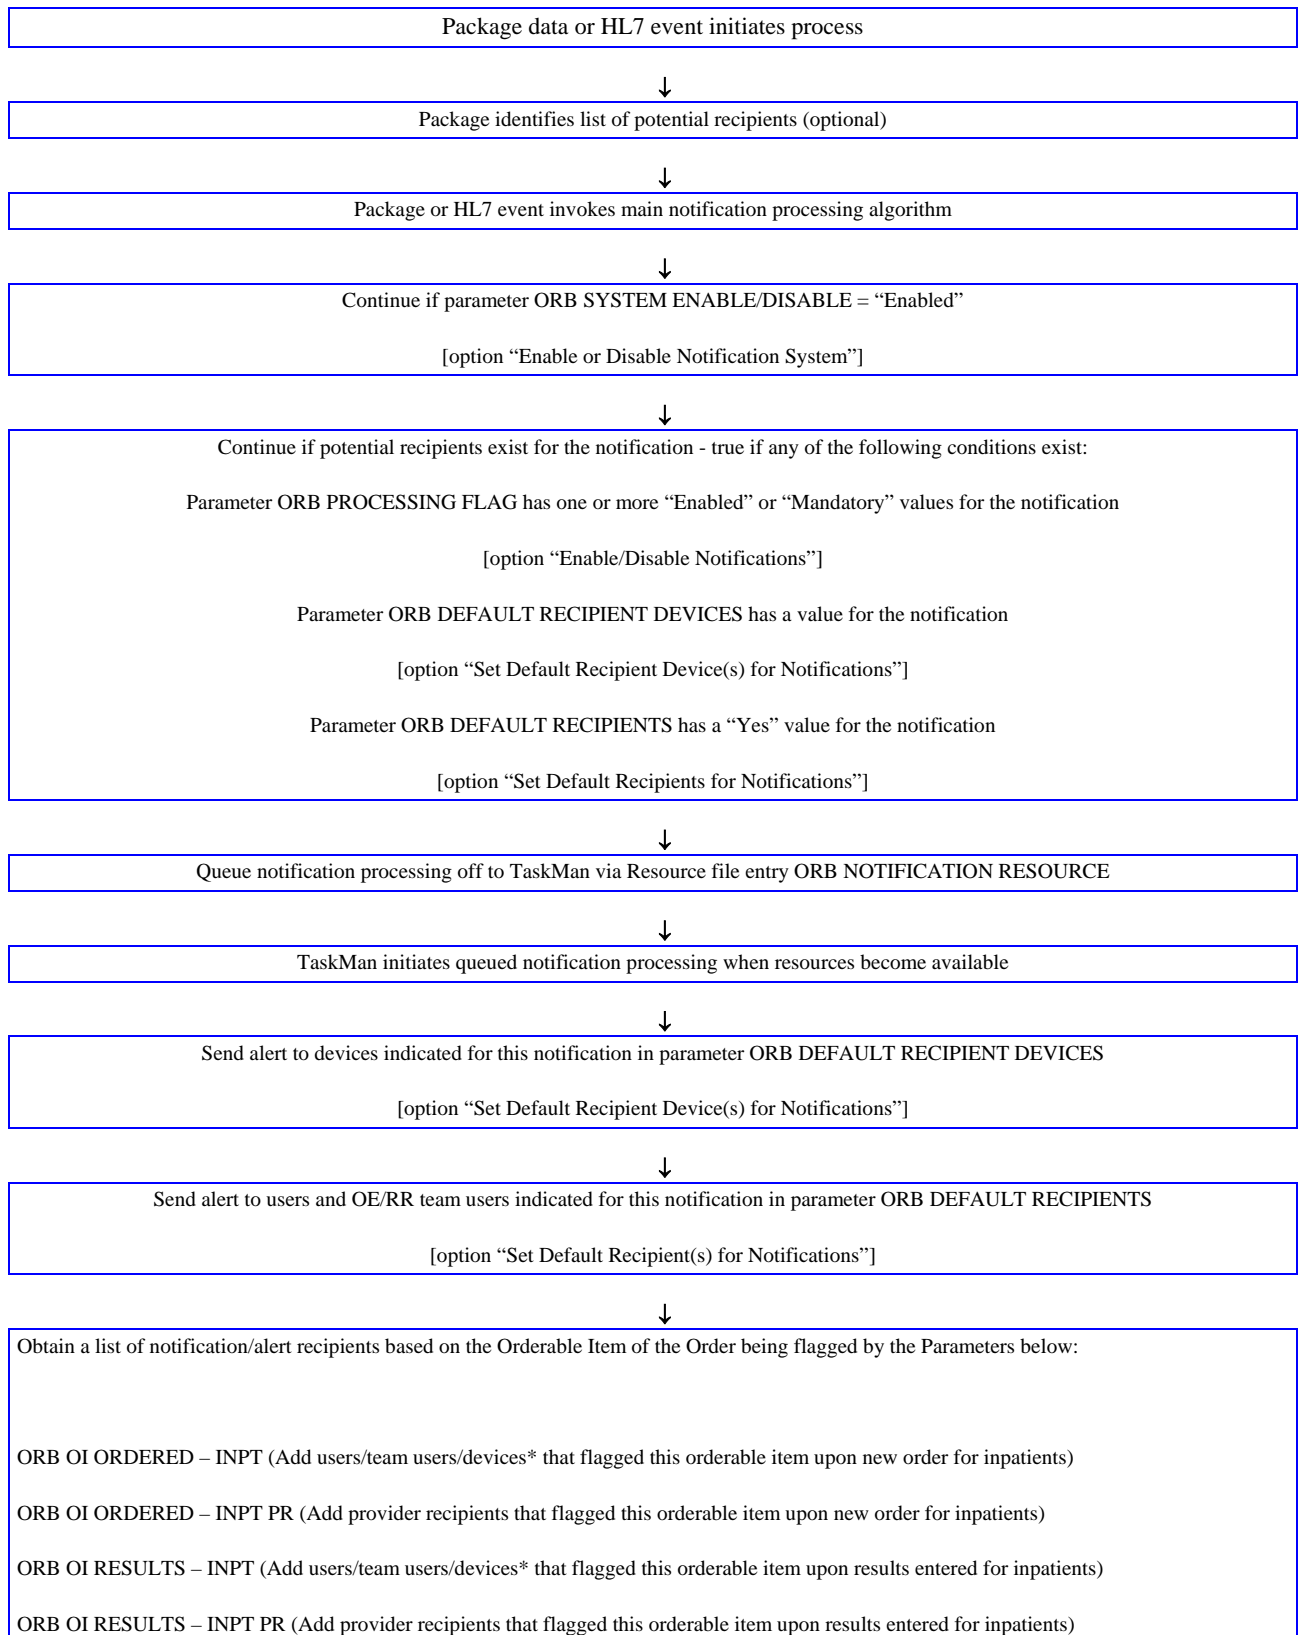 Package data or HL7 event initiates process
↓
Package identifies list of potential recipients (optional)
↓
Package or HL7 event invokes main notification processing algorithm
↓
Continue if parameter ORB SYSTEM ENABLE/DISABLE = “Enabled”
[option “Enable or Disable Notification System”]
↓
Continue if potential recipients exist for the notification - true if any of the following conditions exist:
Parameter ORB PROCESSING FLAG has one or more “Enabled” or “Mandatory” values for the notification
[option “Enable/Disable Notifications”]
Parameter ORB DEFAULT RECIPIENT DEVICES has a value for the notification
[option “Set Default Recipient Device(s) for Notifications”]
Parameter ORB DEFAULT RECIPIENTS has a “Yes” value for the notification
[option “Set Default Recipients for Notifications”]
↓
Queue notification processing off to TaskMan via Resource file entry ORB NOTIFICATION RESOURCE
↓
TaskMan initiates queued notification processing when resources become available
↓
Send alert to devices indicated for this notification in parameter ORB DEFAULT RECIPIENT DEVICES
[option “Set Default Recipient Device(s) for Notifications”]
↓
Send alert to users and OE/RR team users indicated for this notification in parameter ORB DEFAULT RECIPIENTS
[option “Set Default Recipient(s) for Notifications”]
↓
Obtain a list of notification/alert recipients based on the Orderable Item of the Order being flagged by the Parameters below:
ORB OI ORDERED – INPT (Add users/team users/devices* that flagged this orderable item upon new order for inpatients)
ORB OI ORDERED – INPT PR (Add provider recipients that flagged this orderable item upon new order for inpatients)
ORB OI RESULTS – INPT (Add users/team users/devices* that flagged this orderable item upon results entered for inpatients)
ORB OI RESULTS – INPT PR (Add provider recipients that flagged this orderable item upon results entered for inpatients)